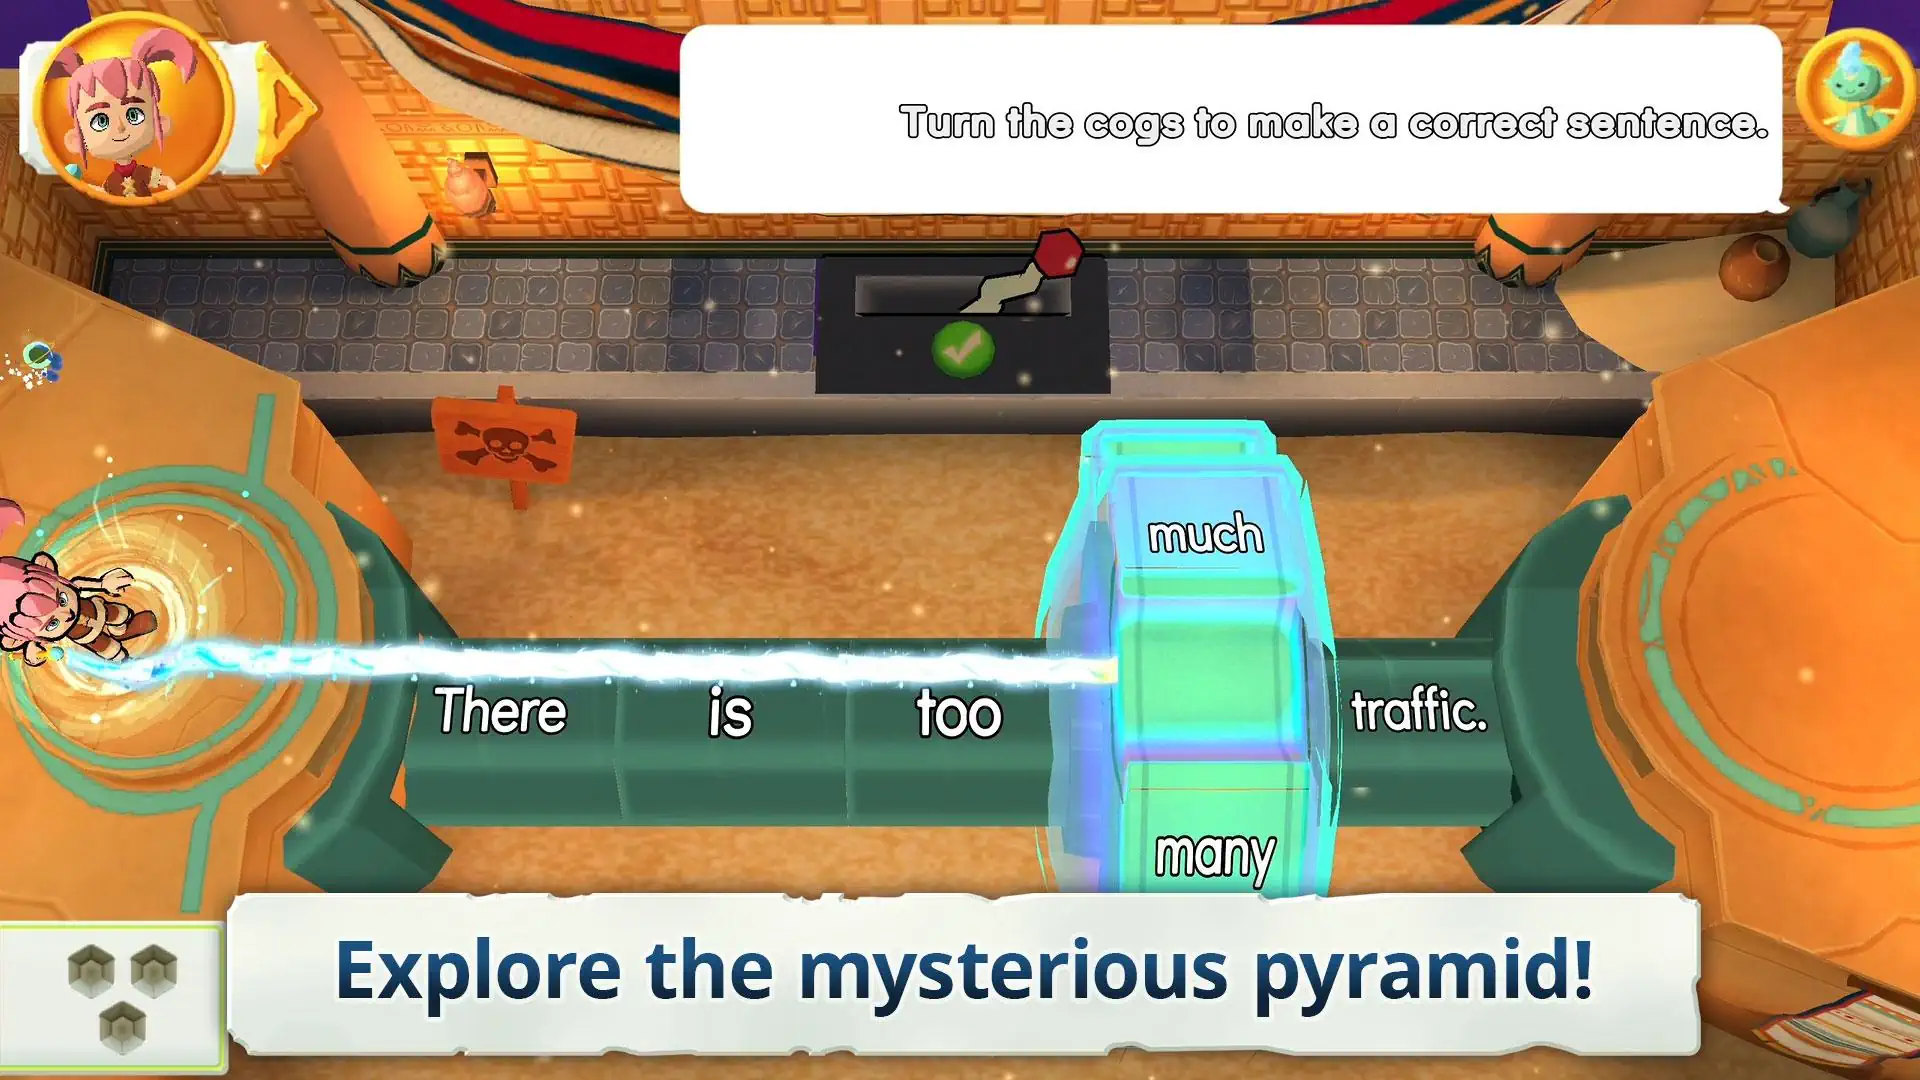 Turn the cogs to make a correct sentence.
much
There is too traffic.
many
Explore the mysterious pyramid!